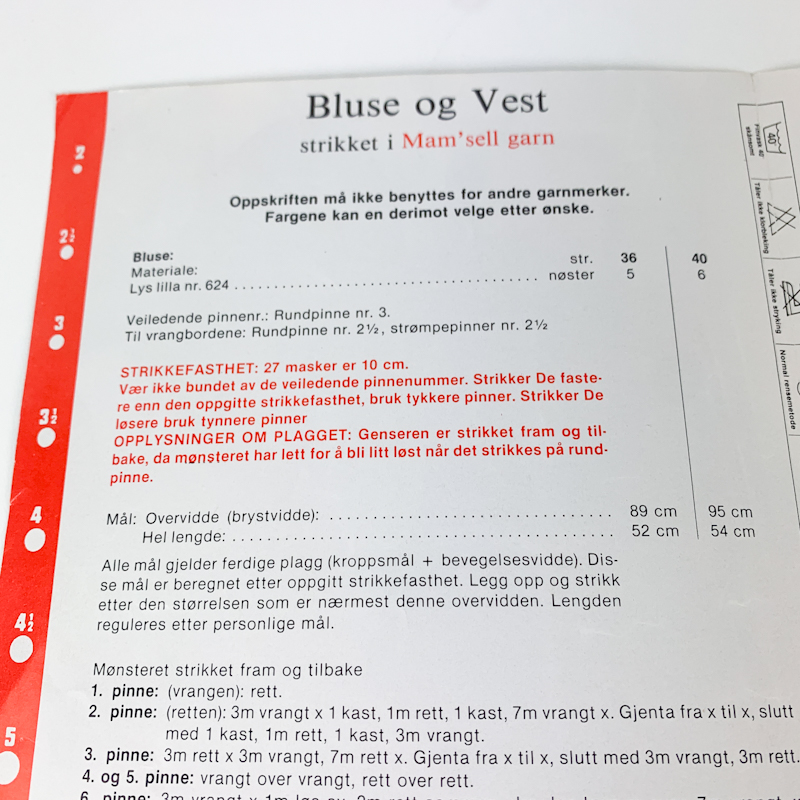 Bluse og Vest
strikket i Mam'sell garn
Oppskriften må ikke benyttes for andre garnmerker.
Fargene kan en derimot velge etter ønske.
Bluse:
Materiale: str. 36 40
Lys lilla nr. 624 . . . . . . . . . . . . . . . . . . . . . . . . . . . . . . . . . . nøster 5 6
Veiledende pinnenr.: Rundpinne nr. 3.
Til vrangbordene: Rundpinne nr. 2½, strømpepinner nr. 2½
STRIKKEFASTHET: 27 masker er 10 cm.
Vær ikke bundet av de veiledende pinnenummer. Strikker De faste-
re enn den oppgitte strikkefasthet, bruk tykkere pinner. Strikker De
løsere bruk tynnere pinner
OPPLYSNINGER OM PLAGGET: Genseren er strikket fram og til-
bake, da mønsteret har lett for å bli litt løst når det strikkes på rund-
pinne.
Mål: Overvidde (brystvidde): . . . . . . . . . . . . . . . . . . . . . . . . . . . . . 89 cm 95 cm
Hel lengde: . . . . . . . . . . . . . . . . . . . . . . . . . . . . . . . . . . . . . . . 52 cm 54 cm
Alle mål gjelder ferdige plagg (kroppsmål + bevegelsesvidde). Dis-
se mål er beregnet etter oppgitt strikkefasthet. Legg opp og strikk
etter den størrelsen som er nærmest denne overvidden. Lengden
reguleres etter personlige mål.
Mønsteret strikket fram og tilbake
1. pinne: (vrangen): rett.
2. pinne: (retten): 3m vrangt x 1 kast, 1m rett, 1 kast, 7m vrangt x. Gjenta fra x til x, slutt
med 1 kast, 1m rett, 1 kast, 3m vrangt.
3. pinne: 3m rett x 3m vrangt, 7m rett x. Gjenta fra x til x, slutt med 3m vrangt, 3m rett.
4. og 5. pinne: vrangt over vrangt, rett over rett.
6. pinne: 3m vrangt x 1m
2
2½
3
3½
4
4½
5
40
Finvask 40°
skånsomt
Tåler ikke klorbleking
Tåler ikke stryking
Normal rensemetode